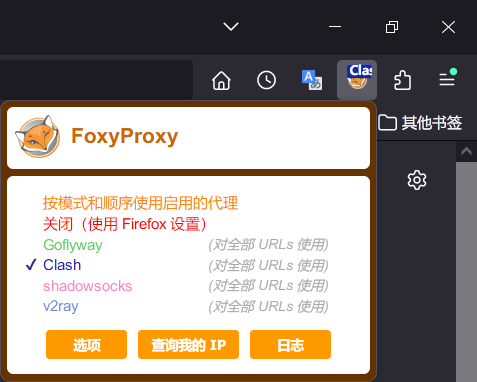 Clas
其他书签
FoxyProxy
按模式和顺序使用启用的代理
关闭（使用 Firefox 设置）
Goflyway (对全部 URLs 使用)
✔ Clash (对全部 URLs 使用)
shadowsocks (对全部 URLs 使用)
v2ray (对全部 URLs 使用)
选项 查询我的 IP 日志